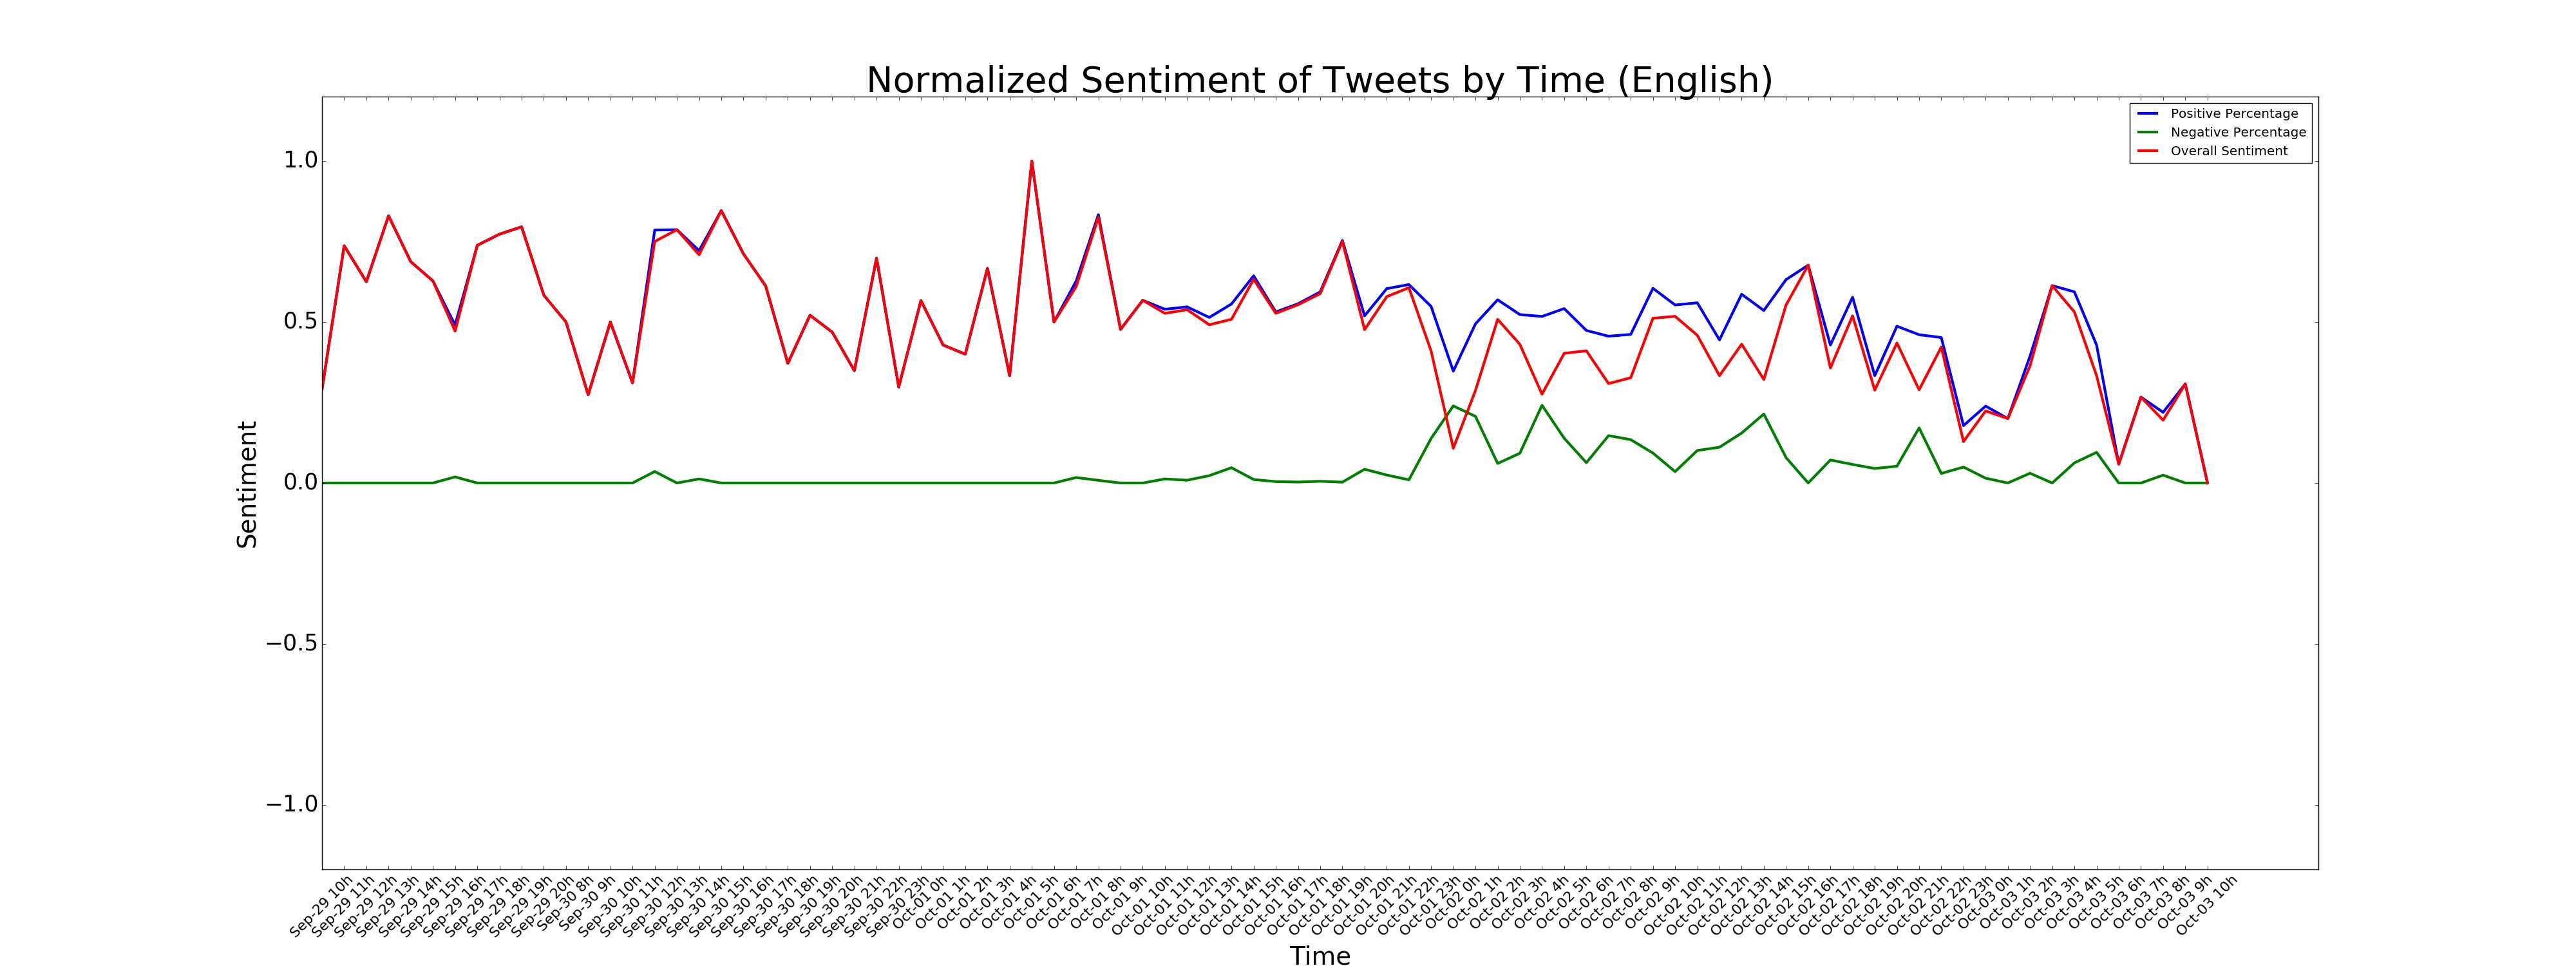 Normalized Sentiment of Tweets by Time (English)
Positive Percentage
Negative Percentage
Overall Sentiment
1.0
0.5
0.0
−0.5
−1.0
Sentiment
Sep-29 10h
Sep-29 11h
Sep-29 12h
Sep-29 13h
Sep-29 14h
Sep-29 15h
Sep-29 16h
Sep-29 17h
Sep-29 18h
Sep-29 19h
Sep-29 20h
Sep-30 8h
Sep-30 9h
Sep-30 10h
Sep-30 11h
Sep-30 12h
Sep-30 13h
Sep-30 14h
Sep-30 15h
Sep-30 16h
Sep-30 17h
Sep-30 18h
Sep-30 19h
Sep-30 20h
Sep-30 21h
Sep-30 22h
Sep-30 23h
Oct-01 0h
Oct-01 1h
Oct-01 2h
Oct-01 3h
Oct-01 4h
Oct-01 5h
Oct-01 6h
Oct-01 7h
Oct-01 8h
Oct-01 9h
Oct-01 10h
Oct-01 11h
Oct-01 12h
Oct-01 13h
Oct-01 14h
Oct-01 15h
Oct-01 16h
Oct-01 17h
Oct-01 18h
Oct-01 19h
Oct-01 20h
Oct-01 21h
Oct-01 22h
Oct-01 23h
Oct-02 0h
Oct-02 1h
Oct-02 2h
Oct-02 3h
Oct-02 4h
Oct-02 5h
Oct-02 6h
Oct-02 7h
Oct-02 8h
Oct-02 9h
Oct-02 10h
Oct-02 11h
Oct-02 12h
Oct-02 13h
Oct-02 14h
Oct-02 15h
Oct-02 16h
Oct-02 17h
Oct-02 18h
Oct-02 19h
Oct-02 20h
Oct-02 21h
Oct-02 22h
Oct-02 23h
Oct-03 0h
Oct-03 1h
Oct-03 2h
Oct-03 3h
Oct-03 4h
Oct-03 5h
Oct-03 6h
Oct-03 7h
Oct-03 8h
Oct-03 9h
Oct-03 10h
Time